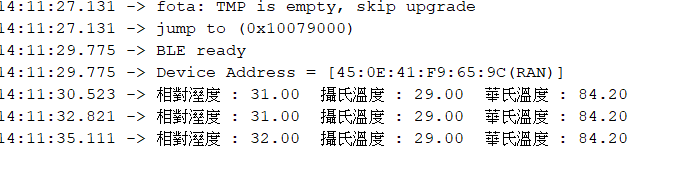 14:11:27.131 -> fota: TMP is empty, skip upgrade
14:11:27.131 -> jump to (0x10079000)
14:11:29.775 -> BLE ready
14:11:29.775 -> Device Address = [45:0E:41:F9:65:9C(RAN)]
14:11:30.523 -> 相對溼度 : 31.00  攝氏溫度 : 29.00  華氏溫度 : 84.20
14:11:32.821 -> 相對溼度 : 31.00  攝氏溫度 : 29.00  華氏溫度 : 84.20
14:11:35.111 -> 相對溼度 : 32.00  攝氏溫度 : 29.00  華氏溫度 : 84.20